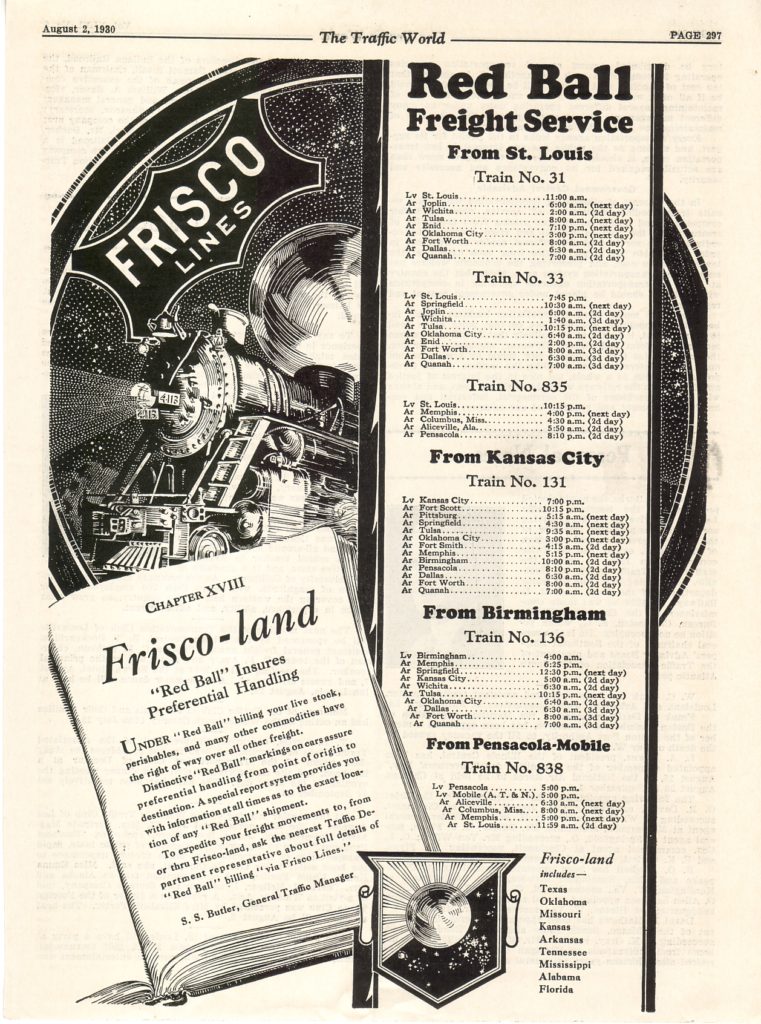 August 2, 1930
The Traffic World
PAGE 297
FRISCO
LINES
4113
4113
Red Ball
Freight Service
From St. Louis
Train No. 31
Lv St. Louis.....................11:00 a.m.
Ar Joplin........................ 6:00 a.m. (next day)
Ar Wichita....................... 2:00 a.m. (2d day)
Ar Tulsa......................... 8:00 a.m. (next day)
Ar Enid.......................... 7:10 p.m. (next day)
Ar Oklahoma City................. 3:00 p.m. (next day)
Ar Fort Worth.................... 8:00 a.m. (2d day)
Ar Dallas........................ 6:30 a.m. (2d day)
Ar Quanah........................ 7:00 a.m. (2d day)
Train No. 33
Lv St. Louis..................... 7:45 p.m.
Ar Springfield...................10:30 a.m. (next day)
Ar Joplin........................ 6:00 a.m. (2d day)
Ar Wichita....................... 1:40 a.m. (3d day)
Ar Tulsa.........................10:15 p.m. (next day)
Ar Oklahoma City................. 6:40 a.m. (2d day)
Ar Enid.......................... 2:00 p.m. (2d day)
Ar Fort Worth.................... 8:00 a.m. (3d day)
Ar Dallas........................ 6:30 a.m. (3d day)
Ar Quanah........................ 7:00 a.m. (3d day)
Train No. 835
Lv St. Louis.....................10:15 p.m.
Ar Memphis....................... 4:00 p.m. (next day)
Ar Columbus, Miss................ 4:30 a.m. (2d day)
Ar Aliceville, Ala............... 5:50 a.m. (2d day)
Ar Pensacola..................... 8:10 p.m. (2d day)
From Kansas City
Train No. 131
Lv Kansas City................... 7:00 p.m.
Ar Fort Scott....................10:15 p.m.
Ar Pittsburg..................... 5:15 a.m. (next day)
Ar Springfield................... 4:30 a.m. (next day)
Ar Tulsa......................... 9:35 a.m. (next day)
Ar Oklahoma City................. 3:00 p.m. (next day)
Ar Fort Smith.................... 4:15 a.m. (2d day)
Ar Memphis....................... 5:15 p.m. (next day)
Ar Birmingham....................10:00 a.m. (2d day)
Ar Pensacola..................... 8:10 p.m. (2d day)
Ar Dallas........................ 6:30 a.m. (2d day)
Ar Fort Worth.................... 8:00 a.m. (2d day)
Ar Quanah........................ 7:00 a.m. (2d day)
From Birmingham
Train No. 136
Lv Birmingham.................... 4:00 a.m.
Ar Memphis....................... 6:25 p.m.
Ar Springfield...................12:30 p.m. (next day)
Ar Kansas City................... 5:00 a.m. (2d day)
Ar Wichita....................... 6:30 a.m. (2d day)
Ar Tulsa.........................10:15 p.m. (next day)
Ar Oklahoma City................. 6:40 a.m. (2d day)
Ar Dallas........................ 6:30 a.m. (3d day)
Ar Fort Worth.................... 8:00 a.m. (3d day)
Ar Quanah........................ 7:00 a.m. (3d day)
From Pensacola-Mobile
Train No. 838
Lv Pensacola..................... 5:00 p.m.
Lv Mobile (A. T. & N.). 5:00 p.m.
Ar Aliceville.................... 6:30 a.m. (next day)
Ar Columbus, Miss.... 8:00 a.m. (next day)
Ar Memphis....................... 5:00 p.m. (next day)
Ar St. Louis........11:59 a.m. (2d day)
CHAPTER XVIII
Frisco-land
"Red Ball" Insures
Preferential Handling
UNDER "Red Ball" billing your live stock,
perishables, and many other commodities have
the right of way over all other freight.
Distinctive "Red Ball" markings on cars assure
preferential handling from point of origin to
destination. A special report system provides you
with information at all times as to the exact loca-
tion of any "Red Ball" shipment.
To expedite your freight movements to, from
or thru Frisco-land, ask the nearest Traffic De-
partment representative about full details of
"Red Ball" billing "via Frisco Lines."
S. S. Butler, General Traffic Manager
Frisco-land
includes—
Texas
Oklahoma
Missouri
Kansas
Arkansas
Tennessee
Mississippi
Alabama
Florida